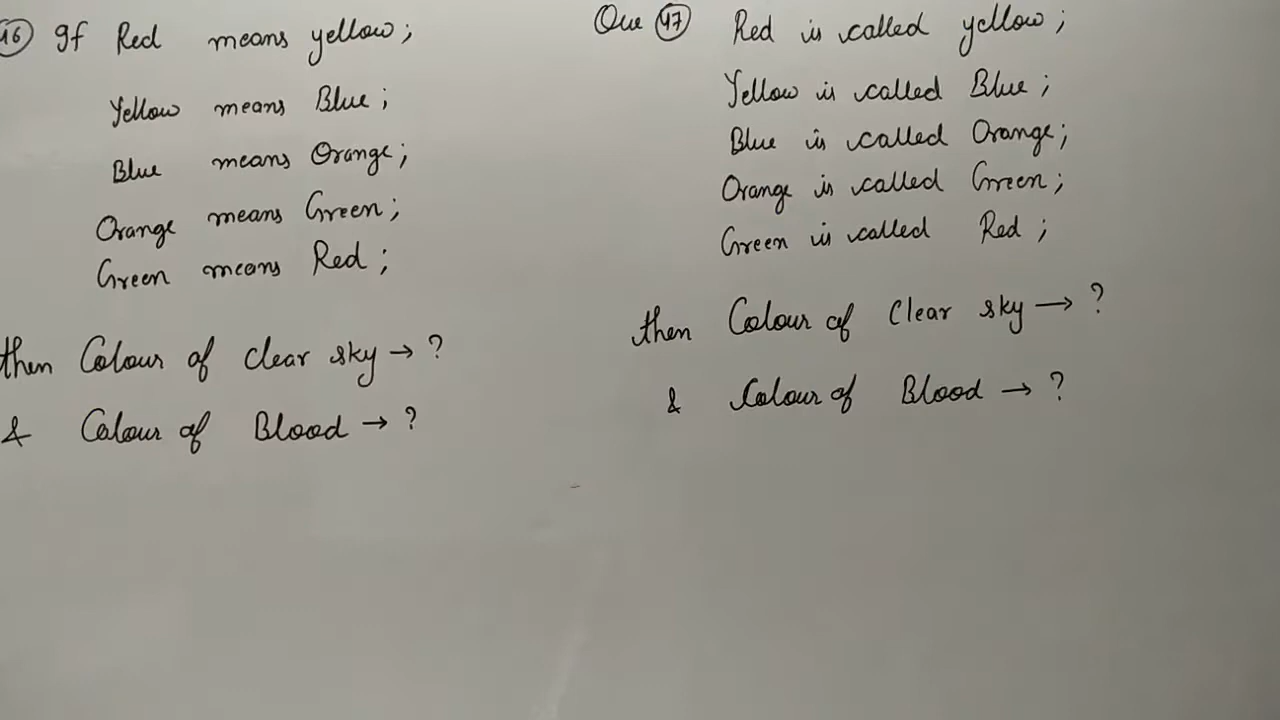 46 If Red means yellow;
Yellow means Blue;
Blue means Orange;
Orange means Green;
Green means Red;
then Colour of clear sky → ?
& Colour of Blood → ?
Que 47 Red is called yellow;
Yellow is called Blue;
Blue is called Orange;
Orange is called Green;
Green is called Red;
then Colour of Clear sky → ?
& Colour of Blood → ?